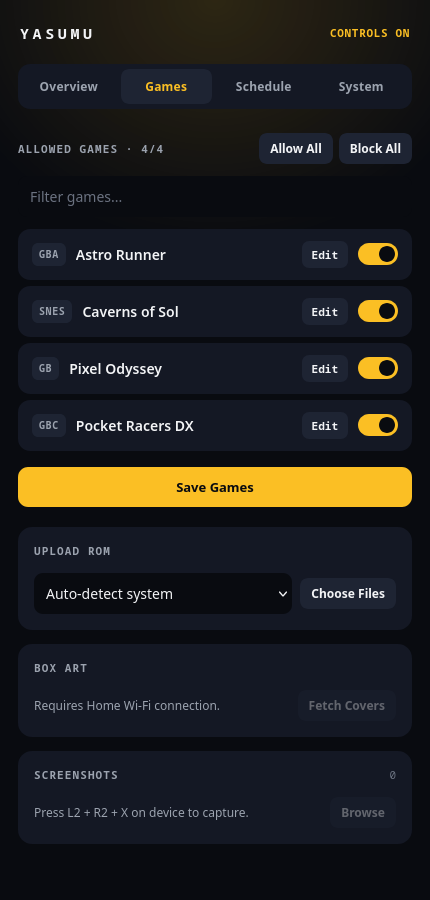 YASUMU
CONTROLS ON
Overview
Games
Schedule
System
ALLOWED GAMES · 4/4
Allow All
Block All
Filter games...
GBA Astro Runner Edit
SNES Caverns of Sol Edit
GB Pixel Odyssey Edit
GBC Pocket Racers DX Edit
Save Games
UPLOAD ROM
Auto-detect system
Choose Files
BOX ART
Requires Home Wi-Fi connection.
Fetch Covers
SCREENSHOTS 0
Press L2 + R2 + X on device to capture.
Browse